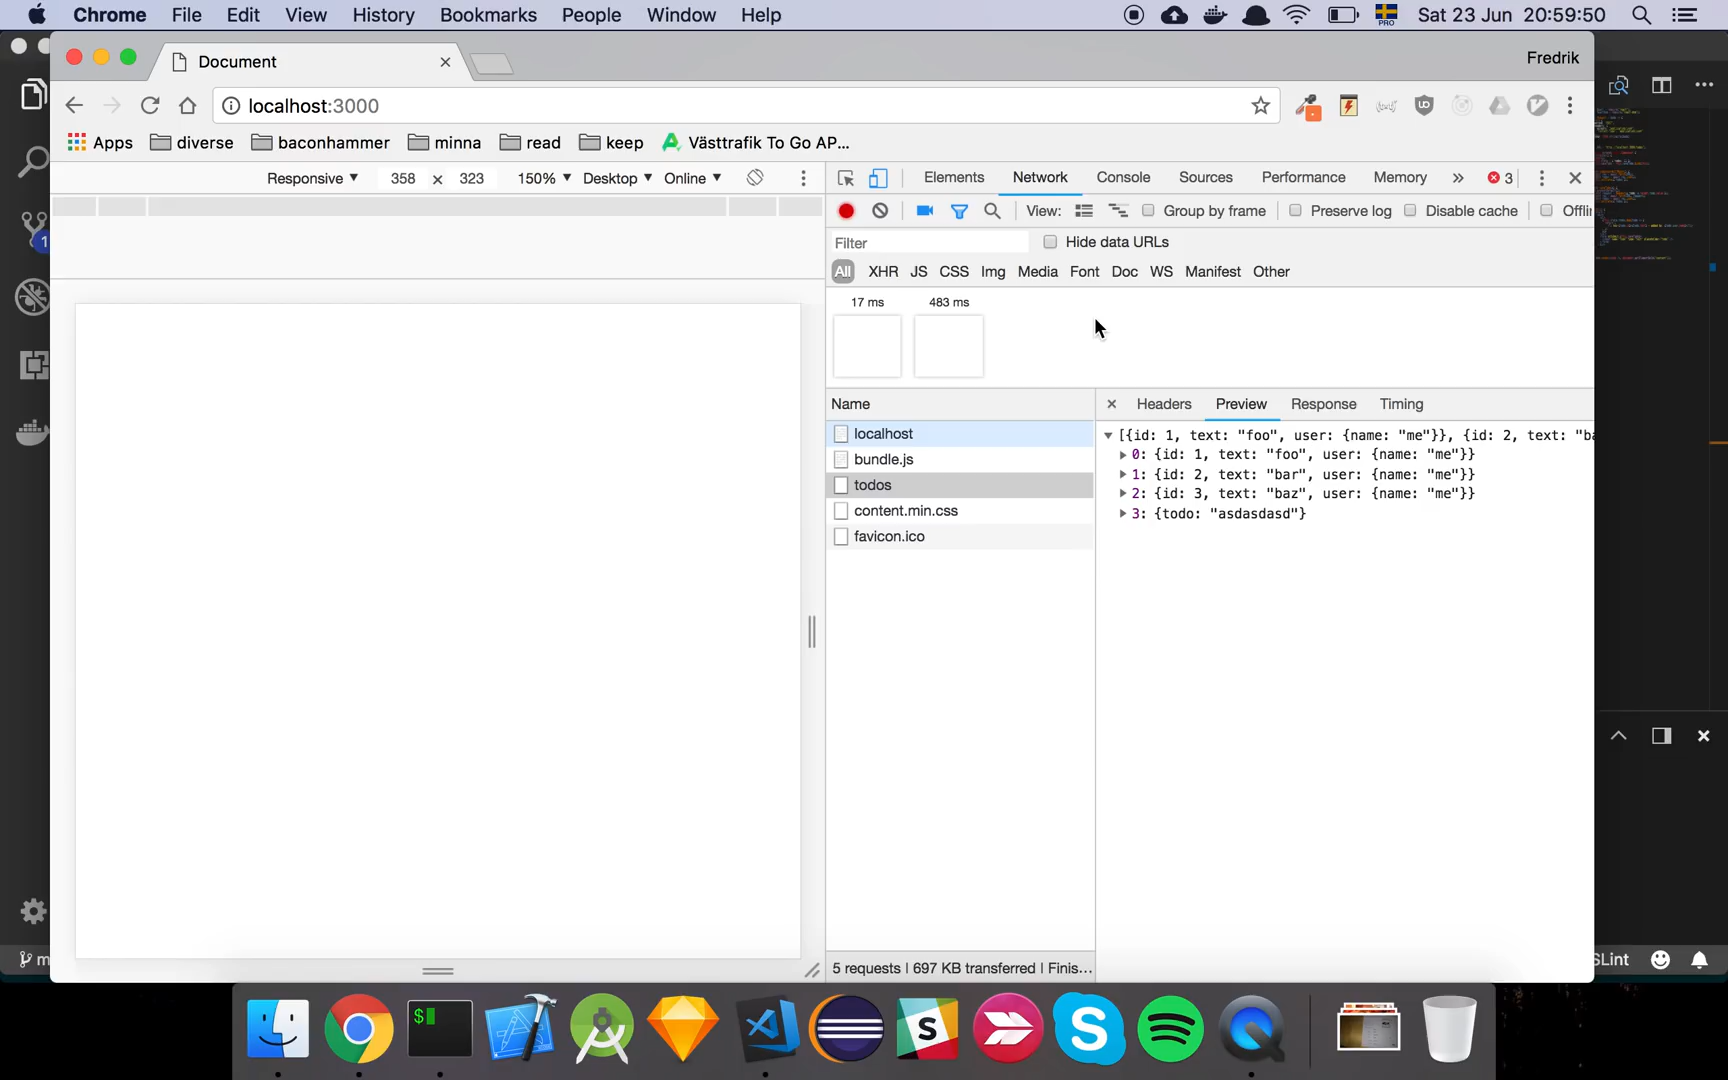 Chrome File Edit View History Bookmarks People Window Help PRO Sat 23 Jun 20:59:50
Document Fredrik
localhost:3000
Apps diverse baconhammer minna read keep Västtrafik To Go AP...
Responsive 358 × 323 150% Desktop Online
Elements Network Console Sources Performance Memory » 3
View: Group by frame Preserve log Disable cache Offli
Filter Hide data URLs
All XHR JS CSS Img Media Font Doc WS Manifest Other
17 ms 483 ms
Name
Headers Preview Response Timing
localhost
bundle.js
todos
content.min.css
favicon.ico
[{id: 1, text: "foo", user: {name: "me"}}, {id: 2, text: "ba
0: {id: 1, text: "foo", user: {name: "me"}}
1: {id: 2, text: "bar", user: {name: "me"}}
2: {id: 3, text: "baz", user: {name: "me"}}
3: {todo: "asdasdasd"}
1
m
5 requests | 697 KB transferred | Finis...
SLint
$
S
S